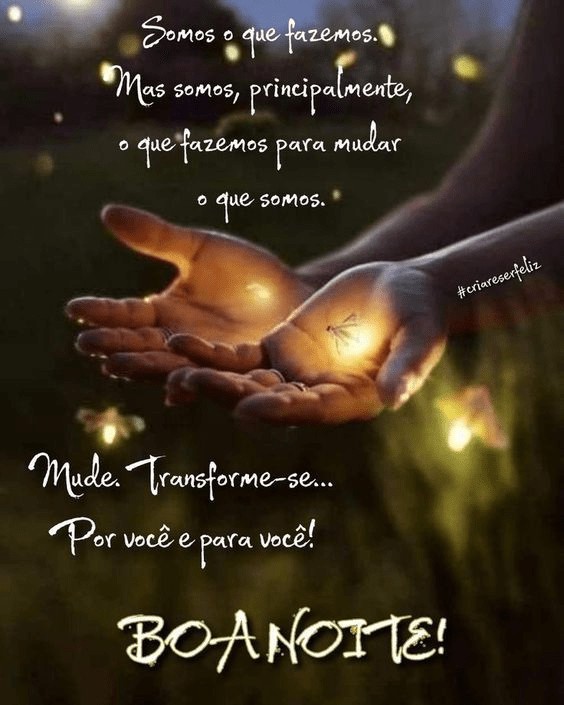 Somos o que fazemos.
Mas somos, principalmente,
o que fazemos para mudar
o que somos.
#criareserfeliz
Mude. Transforme-se...
Por você e para você!
BOA NOITE!